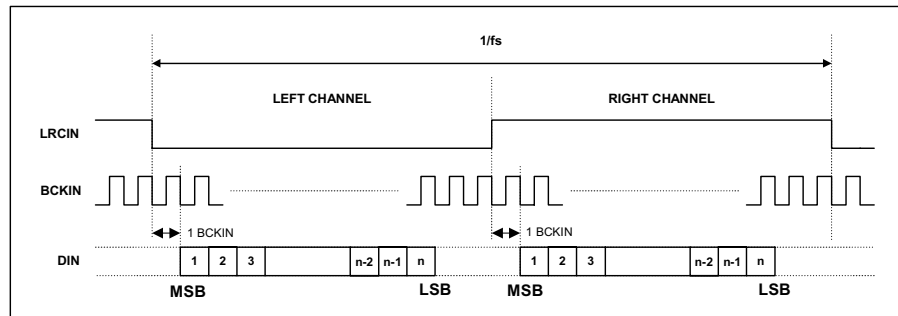 1/fs
LEFT CHANNEL RIGHT CHANNEL
LRCIN
BCKIN
1 BCKIN 1 BCKIN
DIN 1 2 3 n-2 n-1 n 1 2 3 n-2 n-1 n
MSB LSB MSB LSB